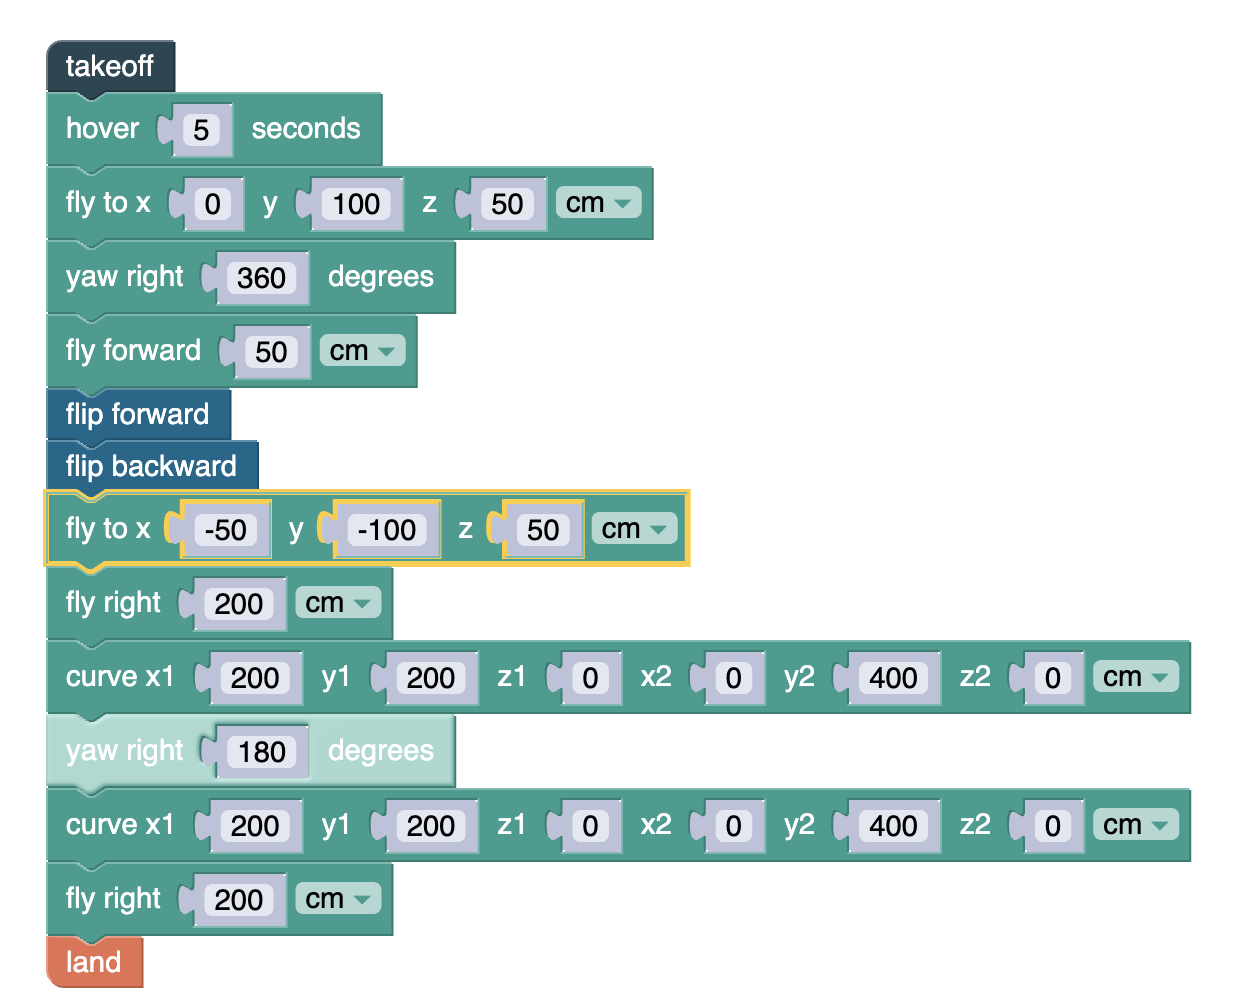 takeoff
hover 5 seconds
fly to x 0 y 100 z 50 cm
yaw right 360 degrees
fly forward 50 cm
flip forward
flip backward
fly to x -50 y -100 z 50 cm
fly right 200 cm
curve x1 200 y1 200 z1 0 x2 0 y2 400 z2 0 cm
yaw right 180 degrees
curve x1 200 y1 200 z1 0 x2 0 y2 400 z2 0 cm
fly right 200 cm
land